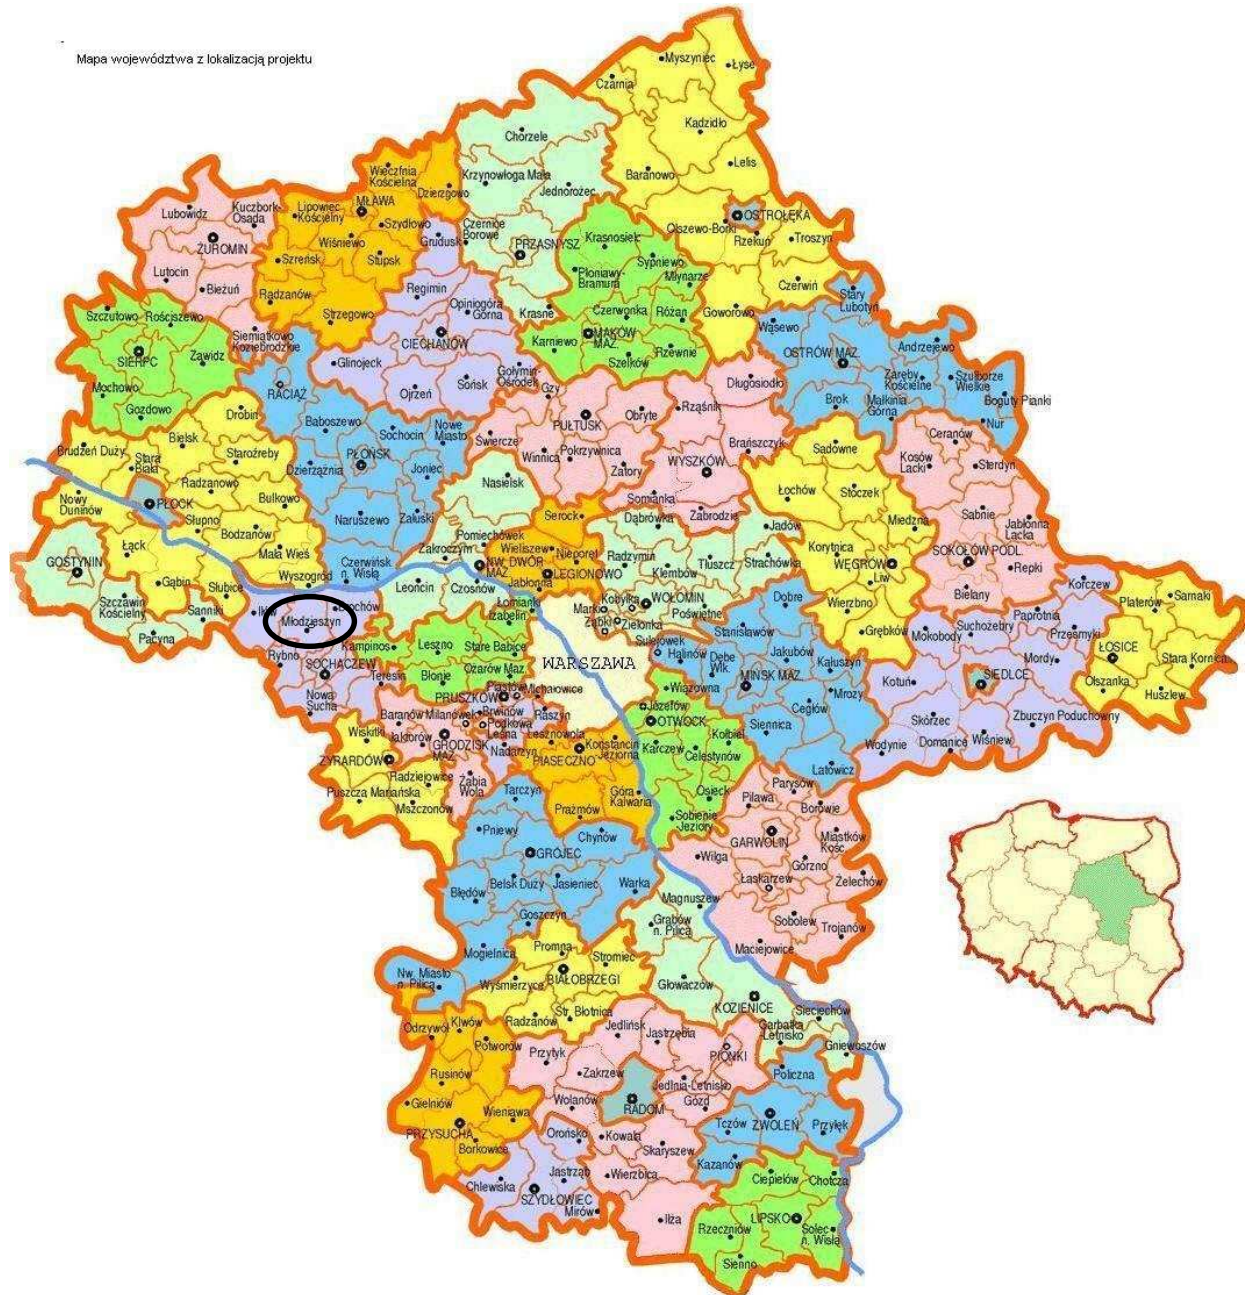 Mapa województwa z lokalizacją projektu
Myszyniec
Łyse
Czarnia
Kadzidło
Chorzele
Lelis
Baranowo
Wieczfnia
Kościelna
Dzierzgowo
Krzynowłoga Mała
Jednorożec
Lubowidz
Kuczbork-
Osada
Lipowiec
Kościelny
MŁAWA
Szydłowo
Czernice
Borowe
OSTROŁĘKA
Olszewo-Borki
Rzekuń
Troszyn
ŻUROMIN
Wiśniewo
Grudusk
PRZASNYSZ
Krasnosielc
Szreńsk
Stupsk
Sypniewo
Lutocin
Bieżuń
Radzanów
Regimin
Płoniawy-
Bramura
Młynarze
Czerwin
Stary
Lubotyń
Strzegowo
Opinogóra
Górna
Krasne
Czerwonka
Różan
Goworowo
Szczutowo
Rościszewo
Siemiatkowo
Koziebrodzkie
CIECHANÓW
Karniewo
MAKÓW
MAZ.
Wąsewo
Andrzejewo
SIERPC
Zawidz
Glinojeck
Szelków
Rzewnie
OSTRÓW MAZ.
Mochowo
RACIĄŻ
Ojrzeń
Sońsk
Gołymin-
Ośrodek
Gzy
Długosiodło
Zaręby
Kościelne
Szulborze
Wielkie
Gozdowo
Drobin
Baboszewo
Sochocin
Nowe
Miasto
PUŁTUSK
Obryte
Rząśnik
Brok
Małkinia
Górna
Boguty Pianki
Nur
Brudzeń Duży
Bielsk
Staroźreby
Dzierzążnia
PŁOŃSK
Joniec
Świercze
Winnica
Pokrzywnica
Zatory
Brańszczyk
WYSZKÓW
Sadowne
Ceranów
Kosów
Lacki
Sterdyń
Stara
Biała
Radzanowo
Bulkowo
Nasielsk
Somianka
Zabrodzie
Łochów
Stoczek
Nowy
Duninów
PŁOCK
Słupno
Bodzanów
Naruszewo
Załuski
Serock
Dąbrówka
Jadów
Miedzna
Sabnie
Jabłonna
Lacka
Łąck
Mała Wieś
Czerwińsk
n. Wisłą
Zakroczym
Pomiechówek
Wieliszew
Nieporęt
Radzymin
Tłuszcz
Strachówka
Korytnica
WĘGRÓW
SOKOŁÓW PODL.
Repki
GOSTYNIN
Gąbin
Słubice
Wyszogród
Leoncin
Czosnów
NW. DWÓR
MAZ.
Jabłonna
LEGIONOWO
Klembów
Liw
Bielany
Korczew
Szczawin
Kościelny
Sanniki
Iłów
Młodzieszyn
Łomianki
Izabelin
Marki
Kobyłka
WOŁOMIN
Poświętne
Ząbki
Zielonka
Dobre
Wierzbno
Grębków
Paprotnia
Platerów
Sarnaki
Pacyna
Rybno
Kampinos
Leszno
Stare Babice
WARSZAWA
Sulejówek
Halinów
Stanisławów
Jakubów
Kałuszyn
Mokobody
Suchożebry
Przesmyki
Mordy
ŁOSICE
Stara Kornica
SOCHACZEW
Teresin
Błonie
Ożarów Maz
Dębe
Wlk.
MIŃSK MAZ.
Mrozy
Kotuń
SIEDLCE
Olszanka
Huszlew
Nowa
Sucha
PRUSZKÓW
Piastów
Michałowice
Wiązowna
Józefów
Cegłów
Skórzec
Zbuczyn Poduchowny
Baranów
Milanówek
Brwinów
Podkowa
Leśna
Raszyn
OTWOCK
Kołbiel
Siennica
Wodynie
Domanice
Wiśniew
Wiskitki
Jaktorów
GRODZISK
MAZ.
Nadarzyn
Lesznowola
Konstancin
Jeziorna
Karczew
Celestynów
Latowicz
ŻYRARDÓW
Radziejowice
PIASECZNO
Puszcza Mariańska
Żabia
Wola
Tarczyn
Góra
Kalwaria
Osieck
Parysów
Mszczonów
Prażmów
Sobienie
Jeziory
Pilawa
Borowie
Pniewy
Chynów
GARWOLIN
Miastków
Kość.
GRÓJEC
Wilga
Górzno
Błędów
Belsk Duży
Jasieniec
Warka
Łaskarzew
Żelechów
Goszczyn
Magnuszew
Grabów
n. Pilicą
Sobolew
Trojanów
Mogielnica
Promna
Stromiec
Maciejowice
Nw. Miasto
n. Pilicą
Wyśmierzyce
BIAŁOBRZEGI
Głowaczów
KOZIENICE
Sieciechów
Odrzywół
Klwów
Radzanów
Str. Błotnica
Jedlińsk
Jastrzębia
Garbatka
Letnisko
Gniewoszów
Potworów
Przytyk
PIONKI
Rusinów
Zakrzew
Jedlnia-Letnisko
Policzna
Gielniów
Wieniawa
Wolanów
RADOM
Gózd
PRZYSUCHA
Borkowice
Orońsko
Kowala
Tczów
ZWOLEŃ
Przyłęk
Skaryszew
Kazanów
Chlewiska
Jastrząb
Wierzbica
Ciepielów
Chotcza
SZYDŁOWIEC
Mirów
Iłża
Rzeczniów
LIPSKO
Solec
n. Wisłą
Sienno